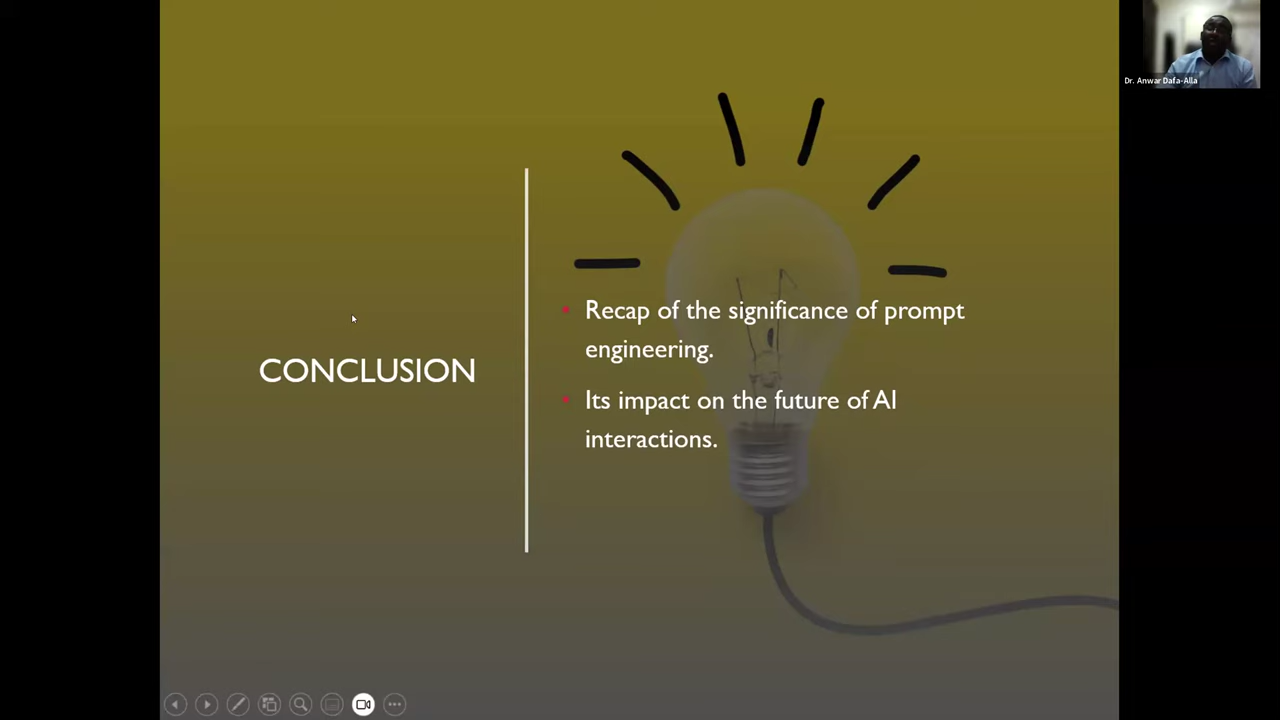 Dr. Anwar Dafa-Alla
CONCLUSION
• Recap of the significance of prompt
engineering.
• Its impact on the future of AI
interactions.